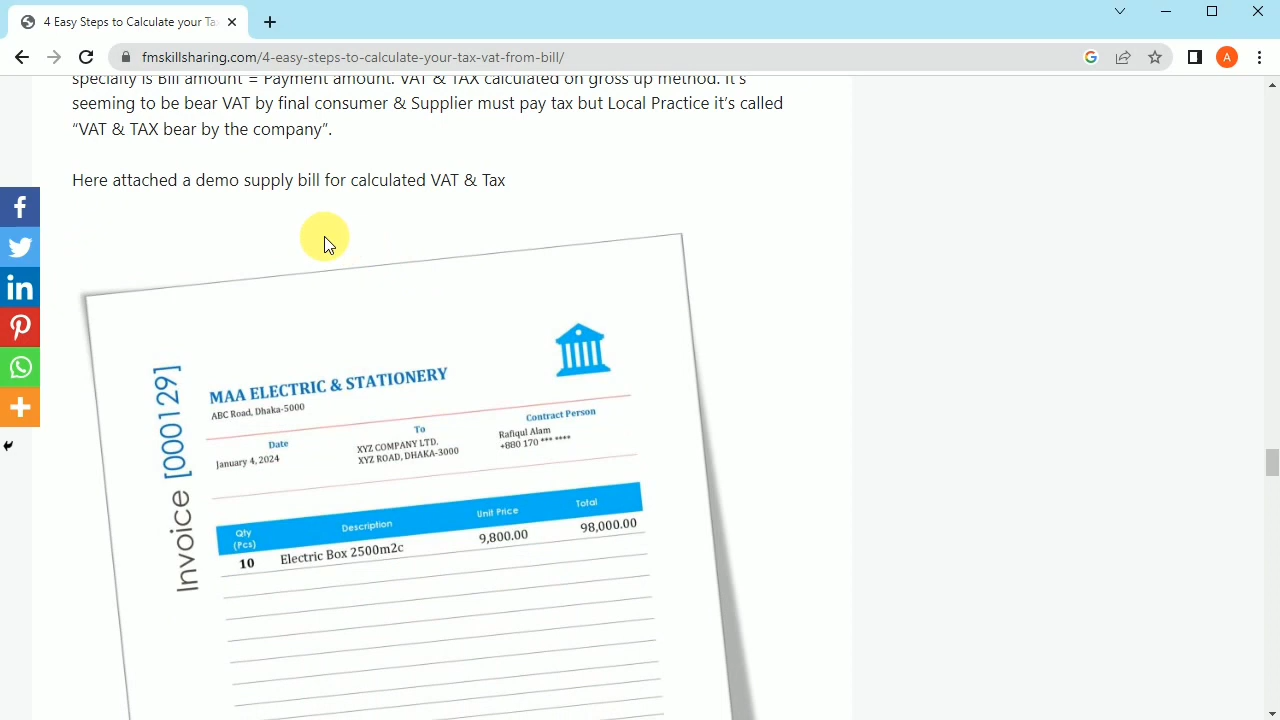 4 Easy Steps to Calculate your Ta
fmskillsharing.com/4-easy-steps-to-calculate-your-tax-vat-from-bill/
A
specialty is Bill amount = Payment amount. VAT & TAX calculated on gross up method. It's
seeming to be bear VAT by final consumer & Supplier must pay tax but Local Practice it's called
“VAT & TAX bear by the company”.
Here attached a demo supply bill for calculated VAT & Tax
Invoice [000129]
MAA ELECTRIC & STATIONERY
ABC Road, Dhaka-5000
Date
January 4, 2024
To
XYZ COMPANY LTD.
XYZ ROAD, DHAKA-3000
Contract Person
Rafiqul Alam
+880 170 *** ****
Qty (Pcs) Description Unit Price Total
10 Electric Box 2500m2c 9,800.00 98,000.00